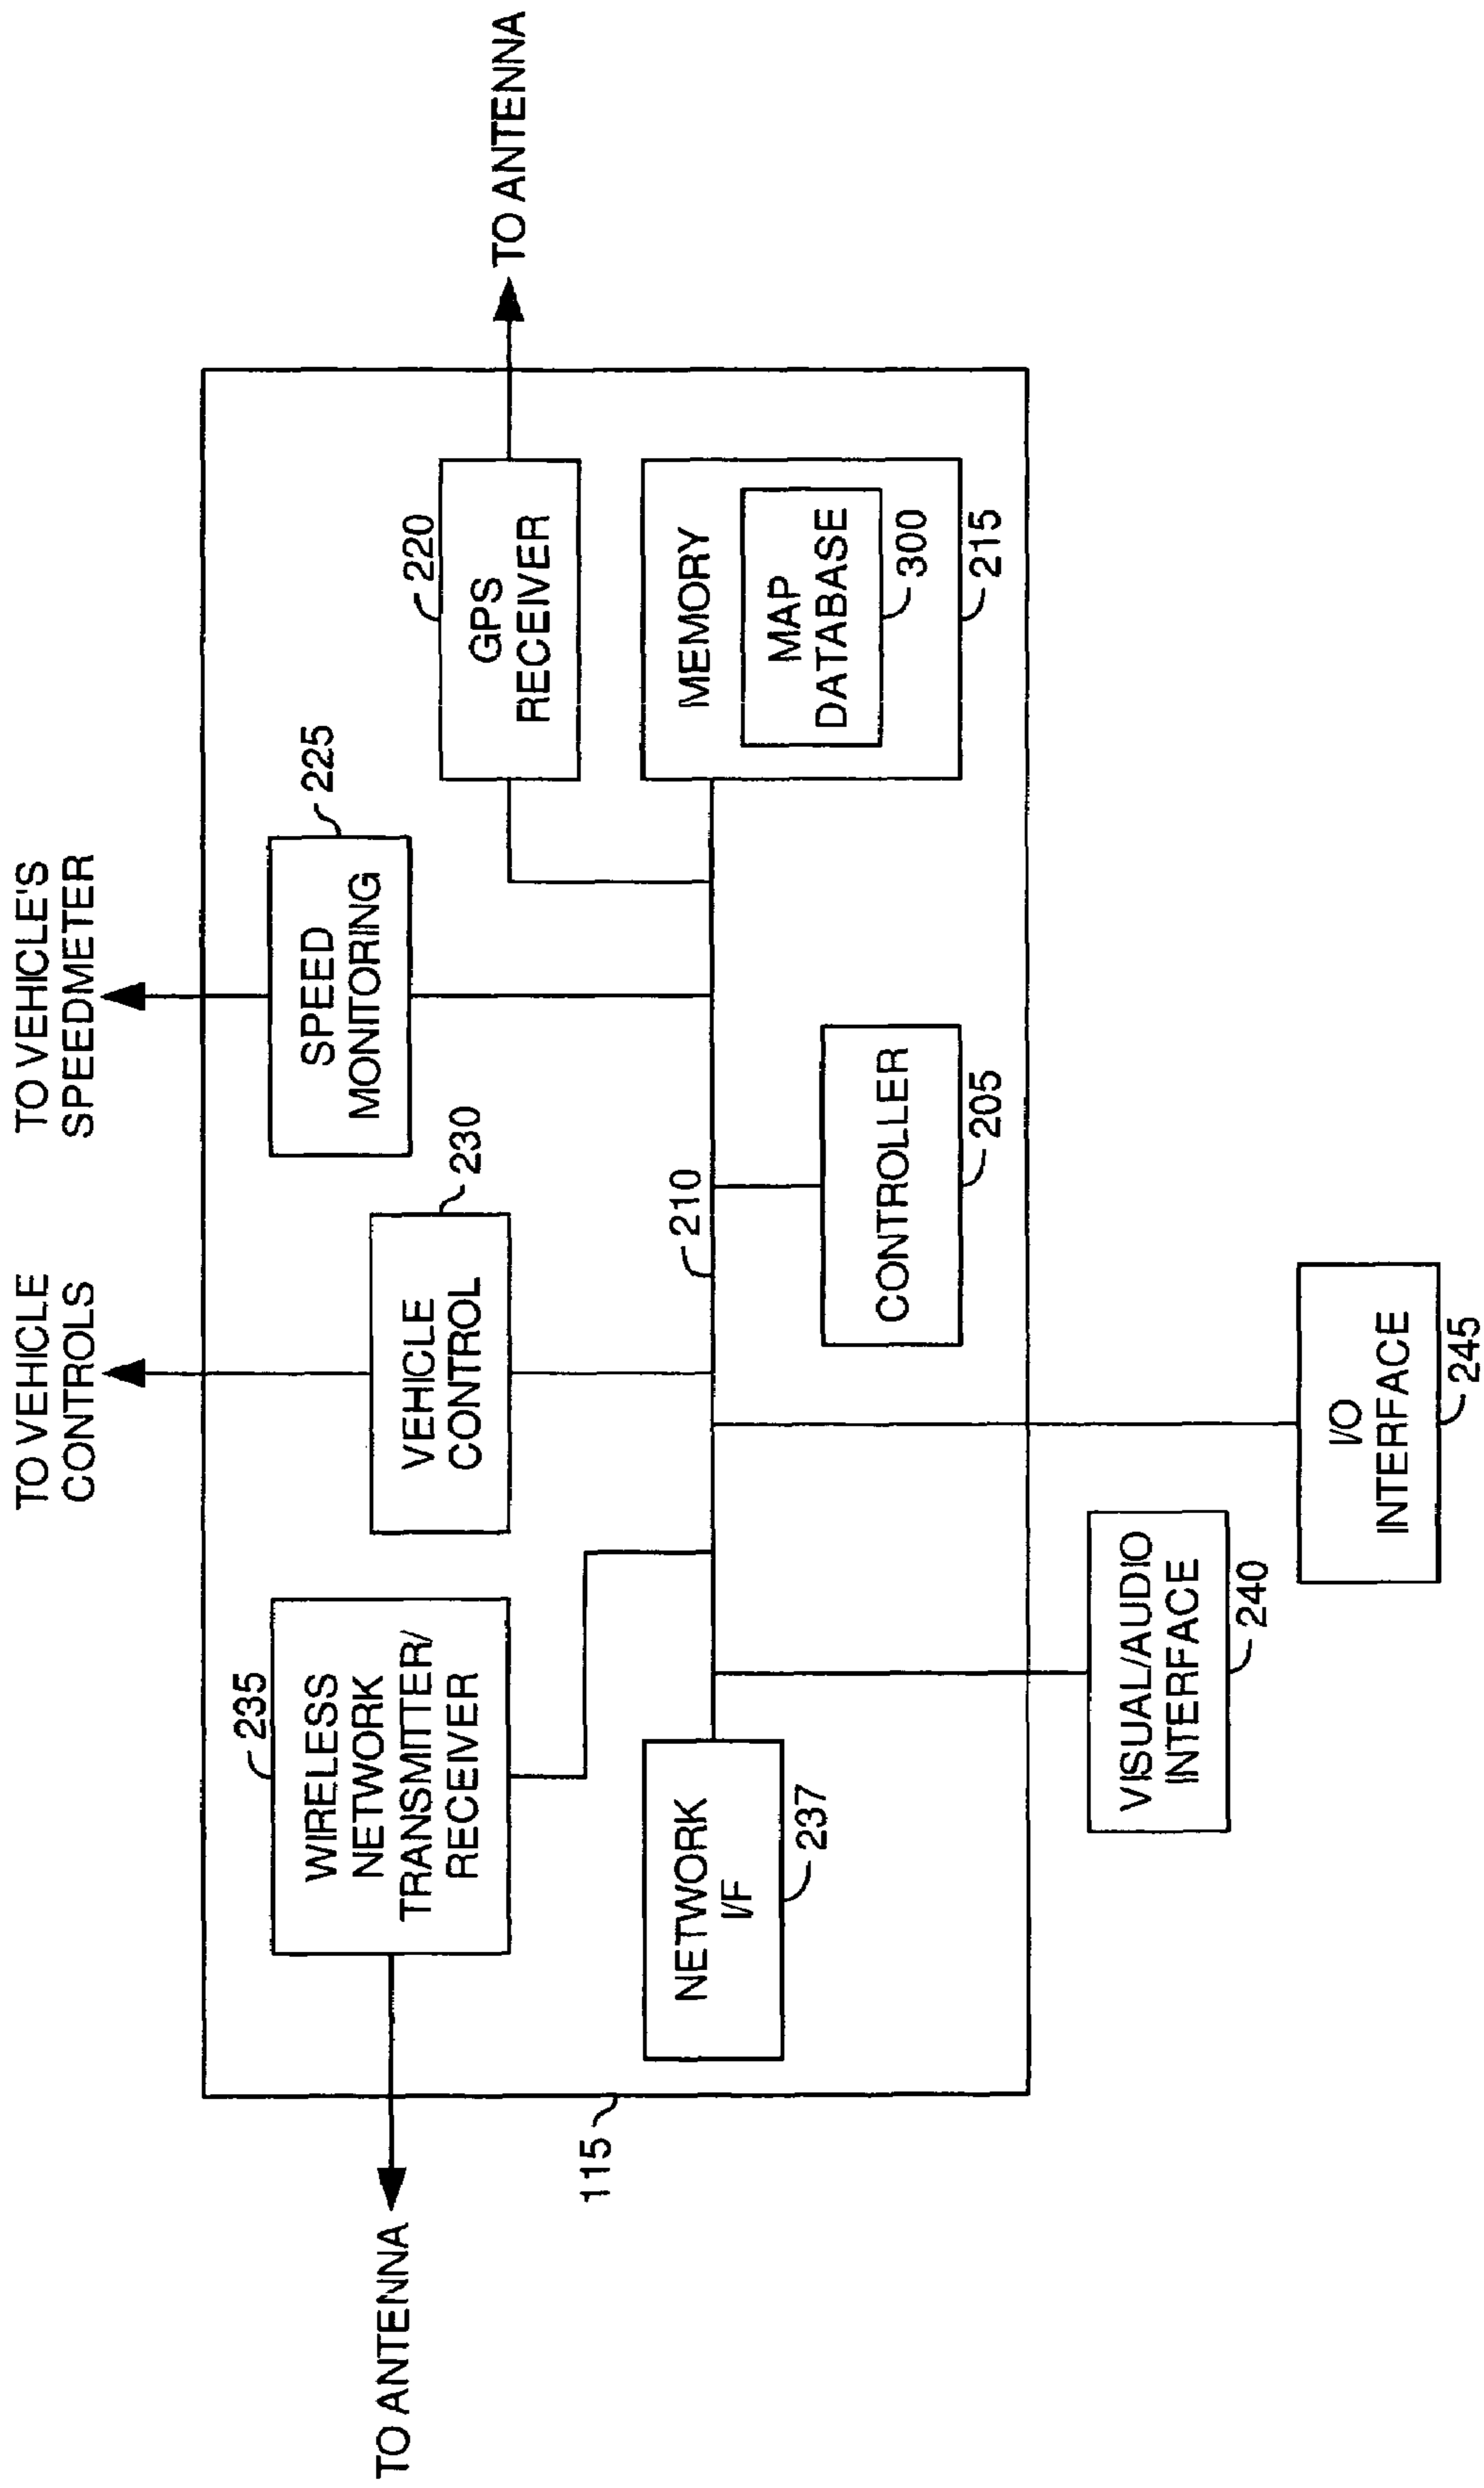 TO VEHICLE
CONTROLS
TO VEHICLE'S
SPEEDMETER
TO ANTENNA
235
WIRELESS
NETWORK
TRANSMITTER/
RECEIVER
VEHICLE
CONTROL
230
SPEED
MONITORING
225
220
GPS
RECEIVER
TO ANTENNA
115
NETWORK
I/F
237
210
CONTROLLER
205
MEMORY
MAP
DATABASE
300
215
VISUAL/AUDIO
INTERFACE
240
I/O
INTERFACE
245